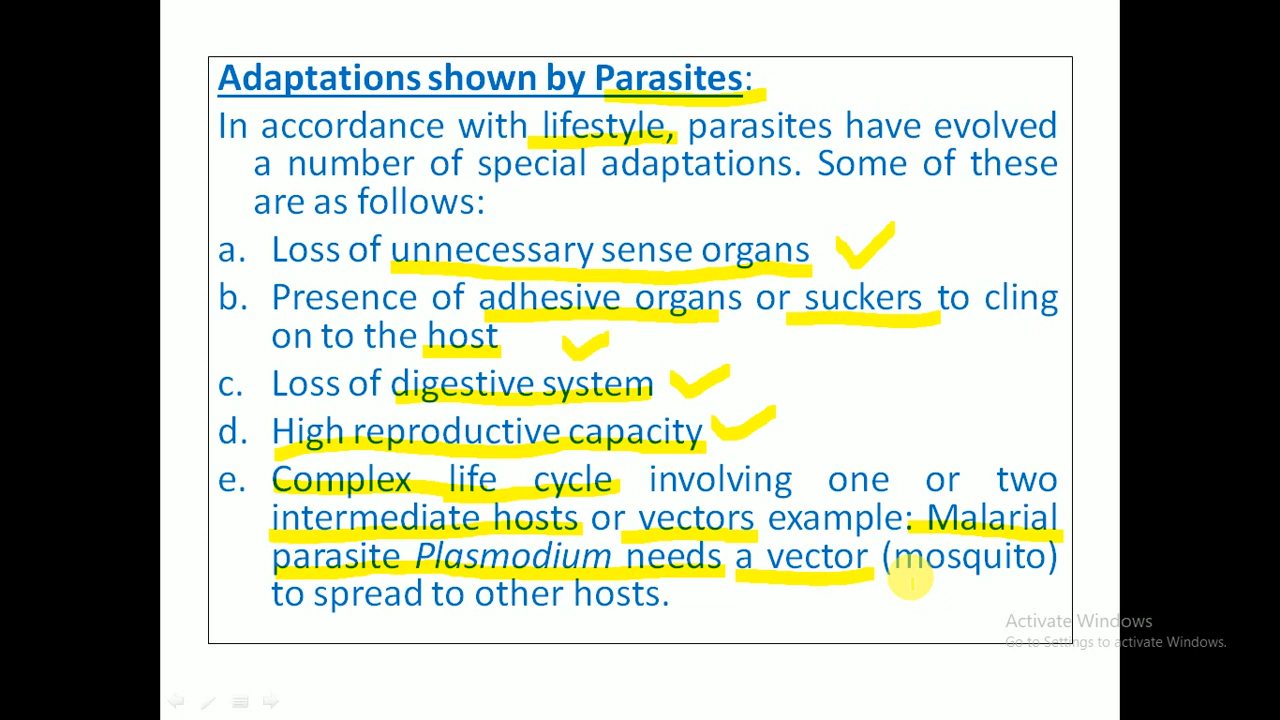 Adaptations shown by Parasites:
In accordance with lifestyle, parasites have evolved
a number of special adaptations. Some of these
are as follows:
a. Loss of unnecessary sense organs
b. Presence of adhesive organs or suckers to cling
on to the host
c. Loss of digestive system
d. High reproductive capacity
e. Complex life cycle involving one or two
intermediate hosts or vectors example: Malarial
parasite Plasmodium needs a vector (mosquito)
to spread to other hosts.
Activate Windows
Go to Settings to activate Windows.